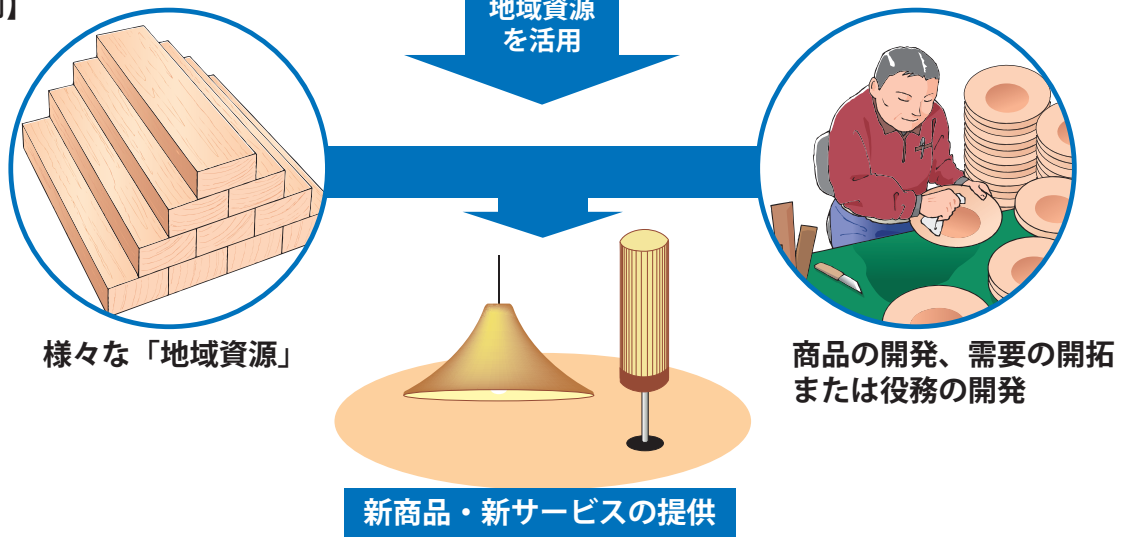 】
地域資源
を活用
様々な「地域資源」
商品の開発、需要の開拓
または役務の開発
新商品・新サービスの提供